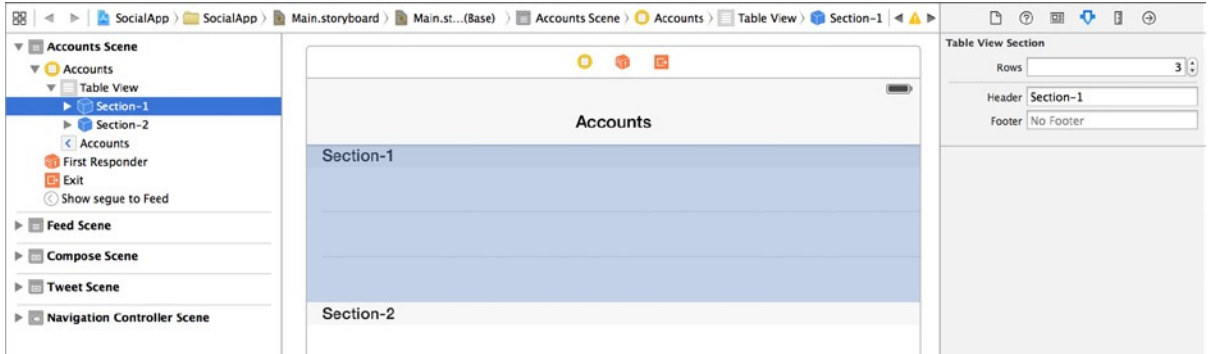 SocialApp SocialApp Main.storyboard Main.st...(Base) Accounts Scene Accounts Table View Section-1
Accounts Scene
Accounts
Table View
Section-1
Section-2
Accounts
First Responder
Exit
Show segue to Feed
Feed Scene
Compose Scene
Tweet Scene
Navigation Controller Scene
Accounts
Section-1
Section-2
Table View Section
Rows 3
Header Section-1
Footer No Footer